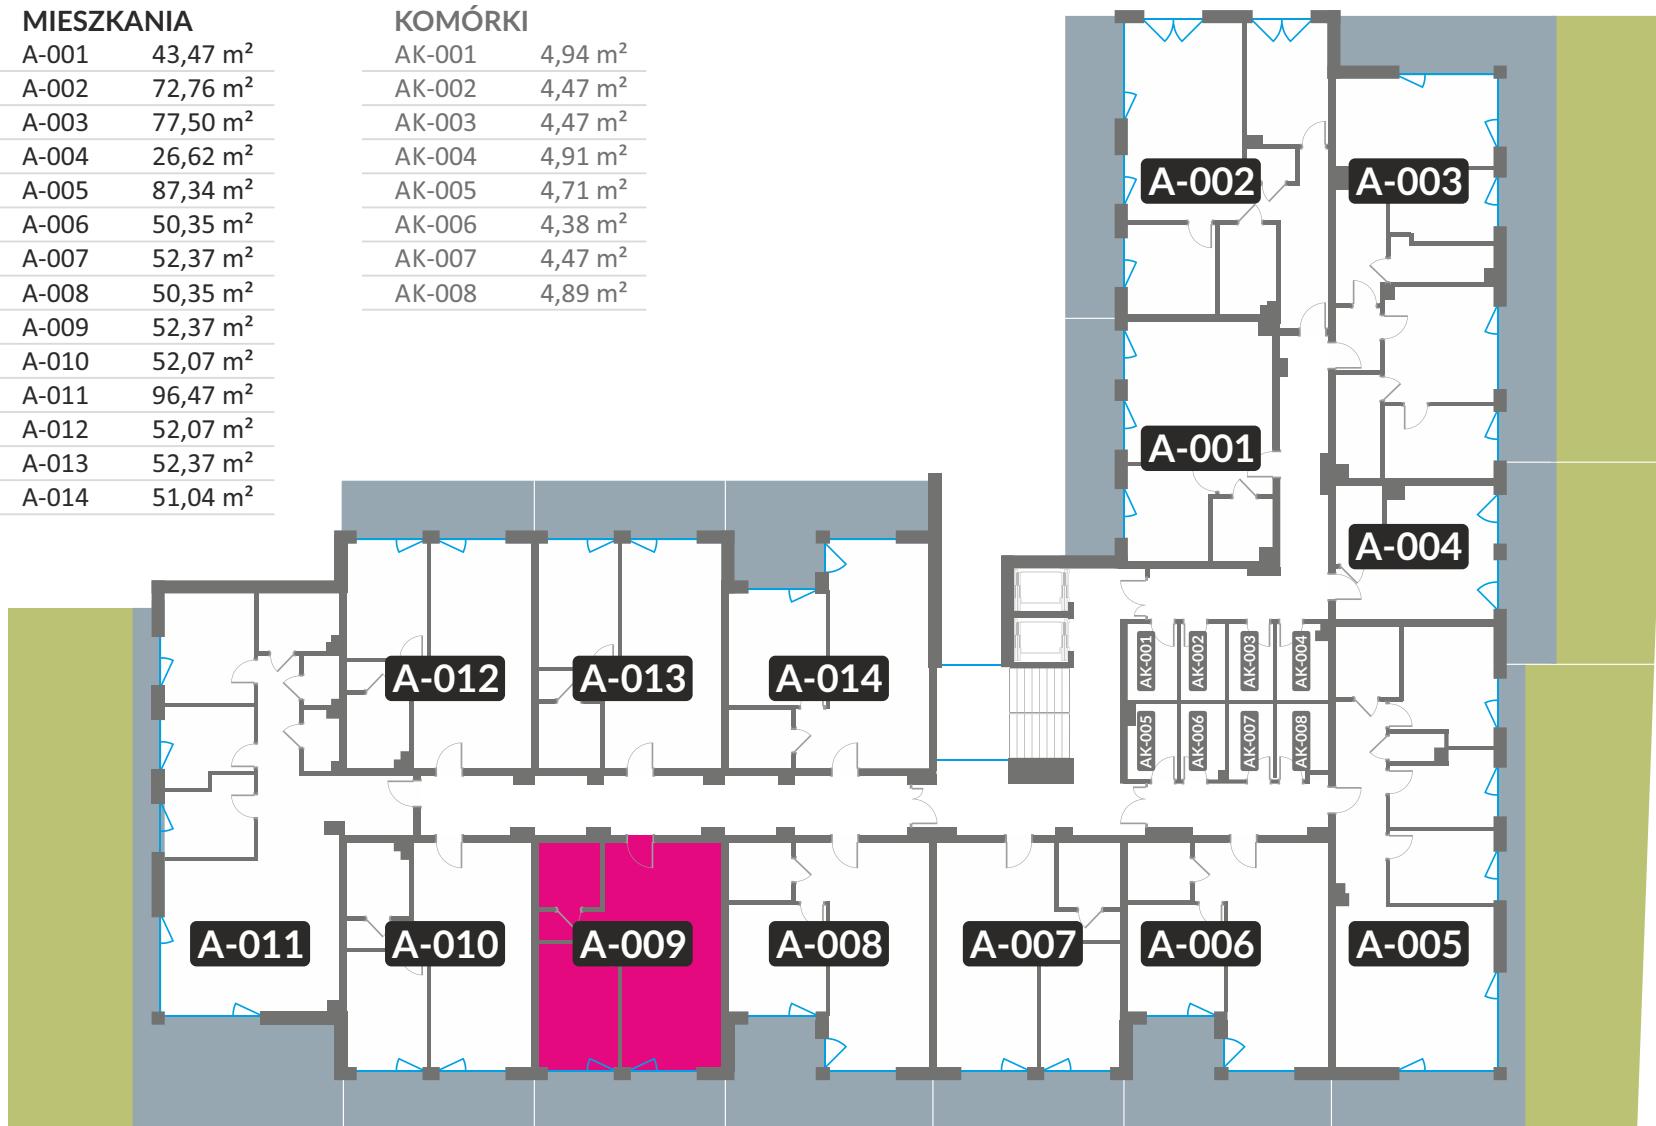 MIESZKANIA
A-001 43,47 m²
A-002 72,76 m²
A-003 77,50 m²
A-004 26,62 m²
A-005 87,34 m²
A-006 50,35 m²
A-007 52,37 m²
A-008 50,35 m²
A-009 52,37 m²
A-010 52,07 m²
A-011 96,47 m²
A-012 52,07 m²
A-013 52,37 m²
A-014 51,04 m²
KOMÓRKI
AK-001 4,94 m²
AK-002 4,47 m²
AK-003 4,47 m²
AK-004 4,91 m²
AK-005 4,71 m²
AK-006 4,38 m²
AK-007 4,47 m²
AK-008 4,89 m²
A-002
A-003
A-001
A-004
A-012
A-013
A-014
AK-001
AK-002
AK-003
AK-004
AK-005
AK-006
AK-007
AK-008
A-011
A-010
A-009
A-008
A-007
A-006
A-005